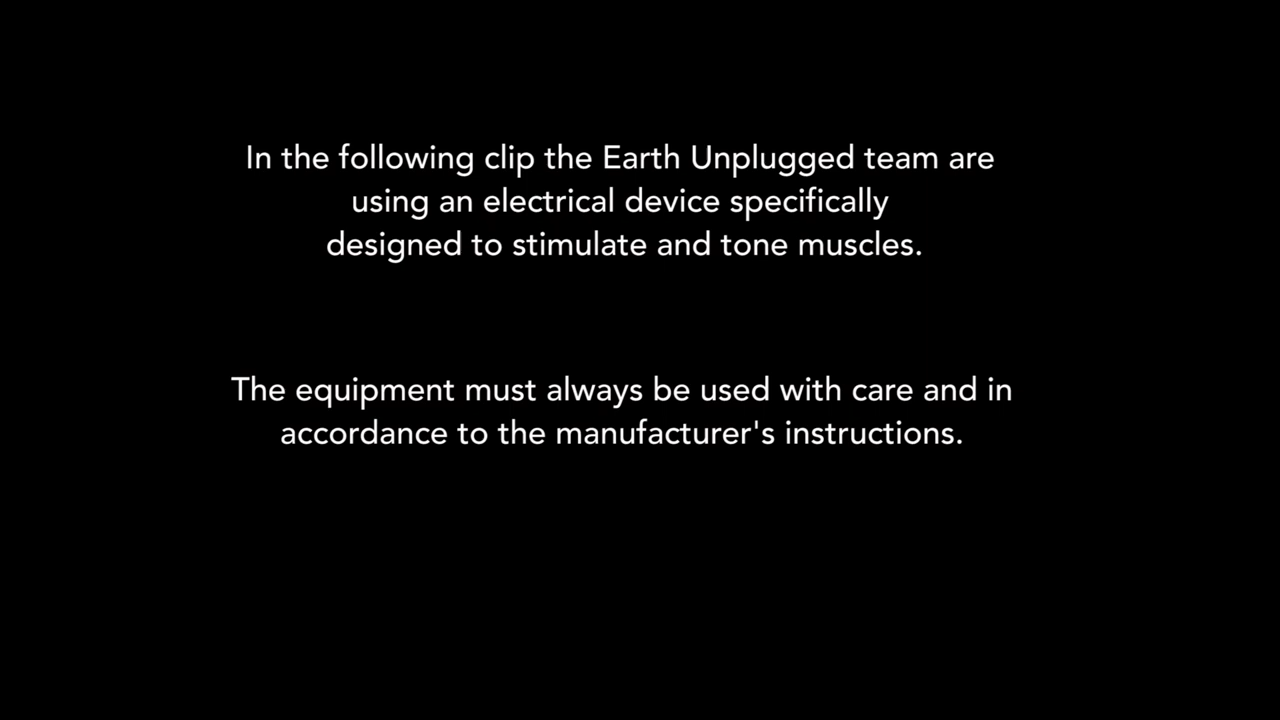 In the following clip the Earth Unplugged team are
using an electrical device specifically
designed to stimulate and tone muscles.
The equipment must always be used with care and in
accordance to the manufacturer's instructions.